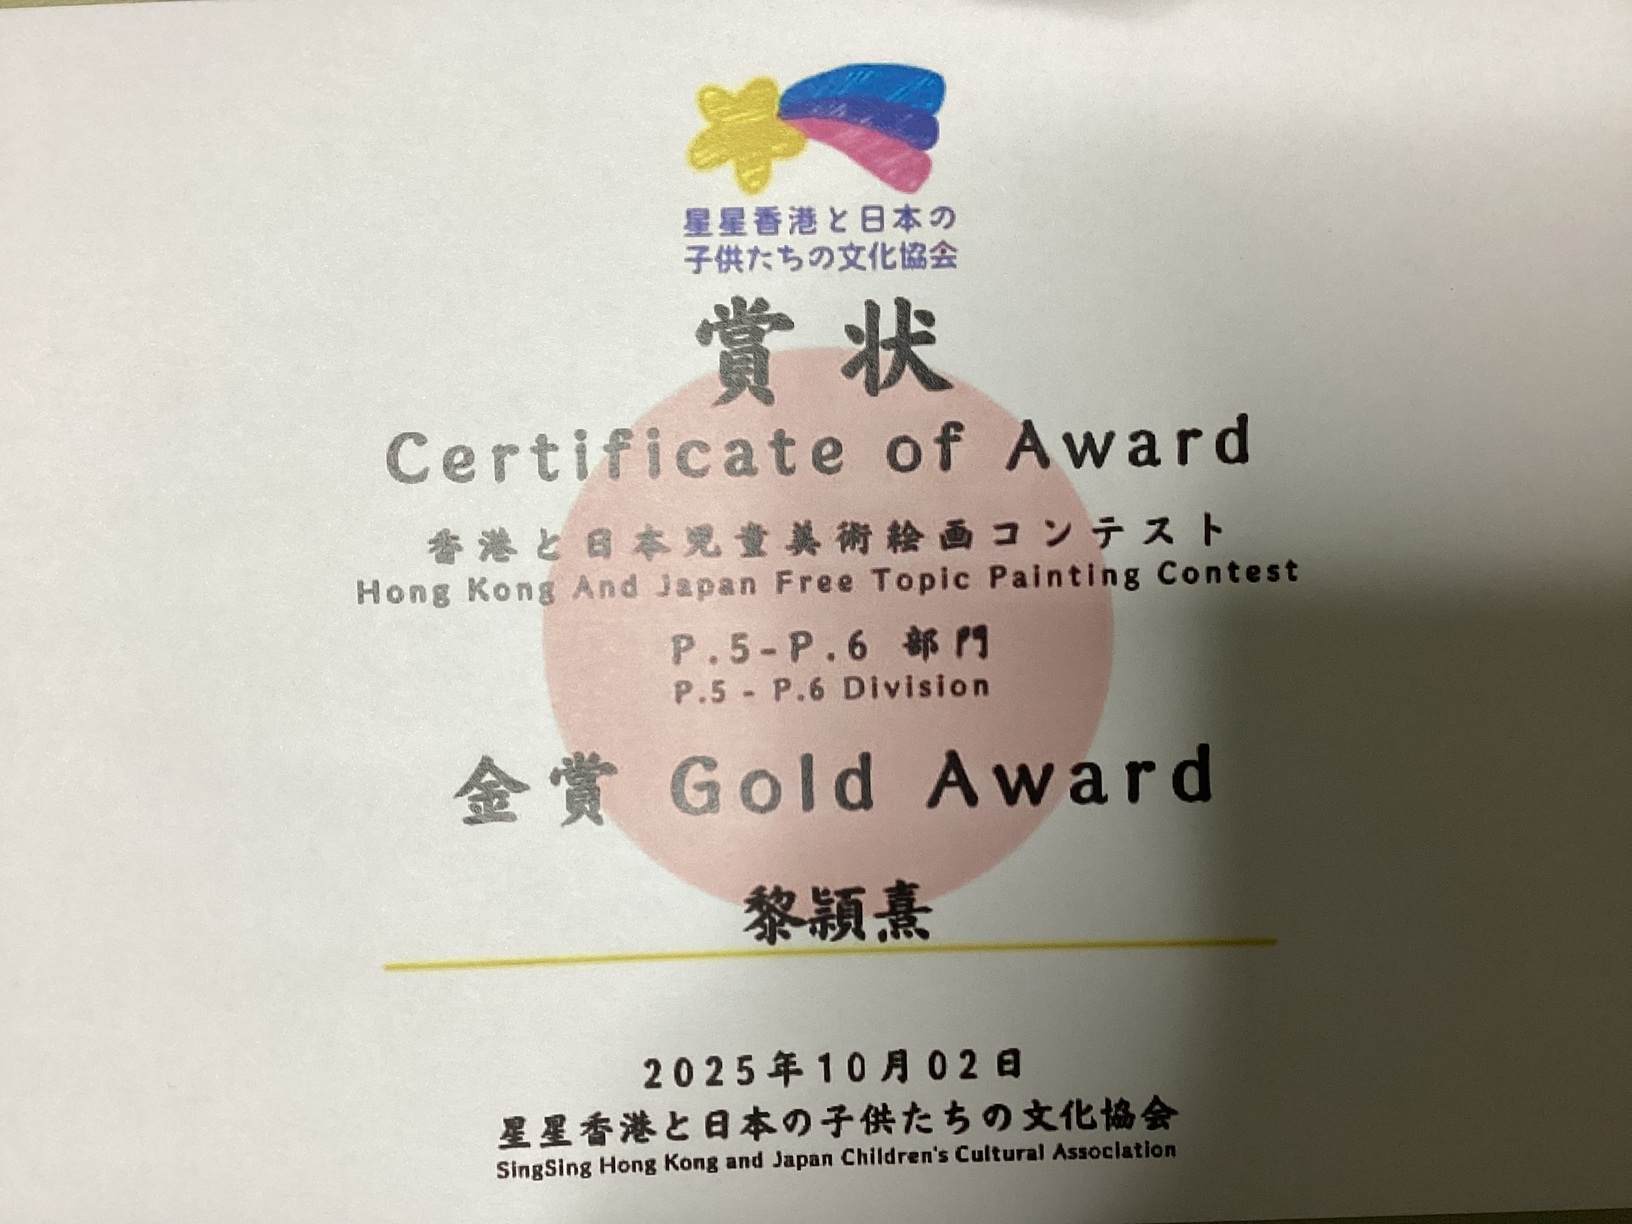 星星香港と日本の
子供たちの文化協会
賞状
Certificate of Award
香港と日本児童美術絵画コンテスト
Hong Kong And Japan Free Topic Painting Contest
P.5-P.6 部門
P.5 - P.6 Division
金賞 Gold Award
黎穎熹
2025年10月02日
星星香港と日本の子供たちの文化協会
SingSing Hong Kong and Japan Children's Cultural Association